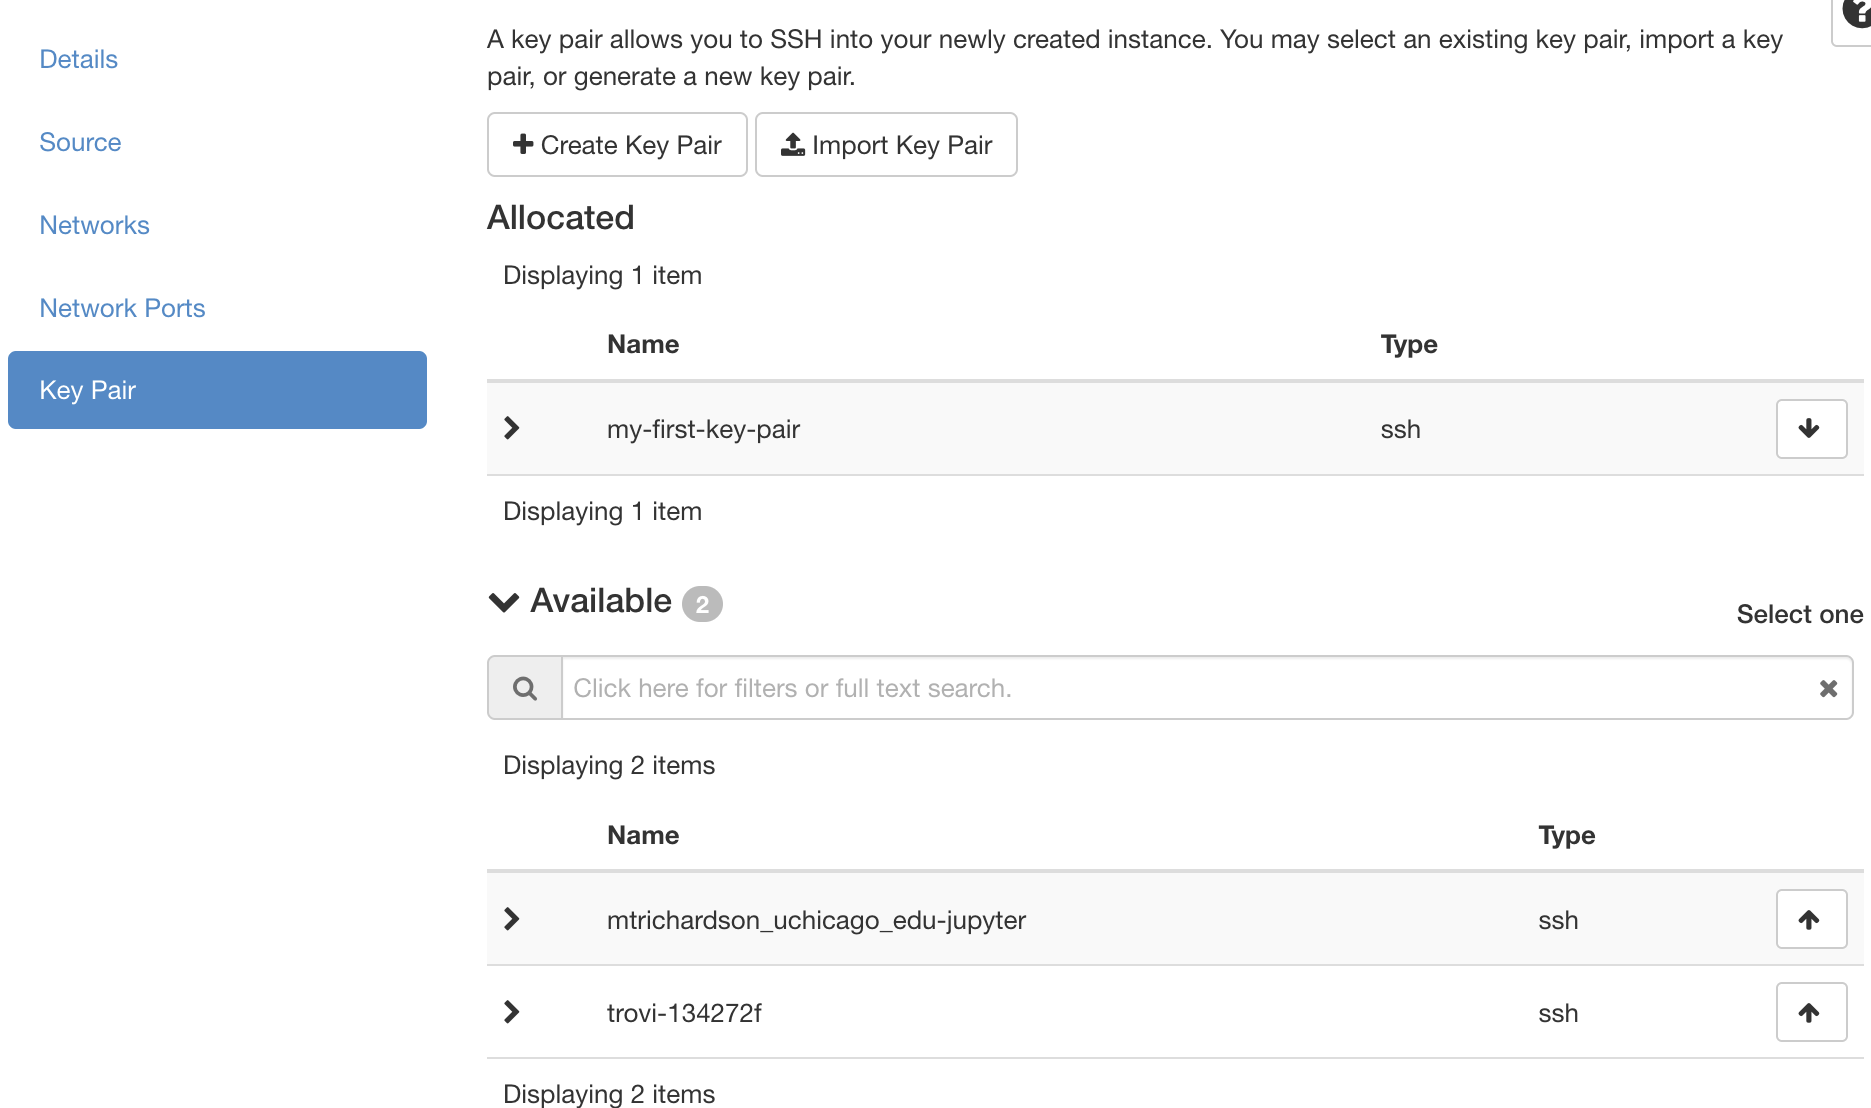 Details
Source
Networks
Network Ports
Key Pair
A key pair allows you to SSH into your newly created instance. You may select an existing key pair, import a key
pair, or generate a new key pair.
Create Key Pair Import Key Pair
Allocated
Displaying 1 item
Name Type
my-first-key-pair ssh
Displaying 1 item
Available 2
Select one
Click here for filters or full text search.
Displaying 2 items
Name Type
mtrichardson_uchicago_edu-jupyter ssh
trovi-134272f ssh
Displaying 2 items